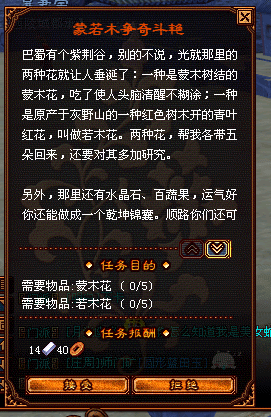 蒙若木争奇斗艳
巴蜀有个紫荆谷，别的不说，光就那里的
两种花就让人垂涎了：一种是蒙木树结的
蒙木花，吃了使人头脑清醒不糊涂；一种
是原产于灰野山的一种红色树木开的青叶
红花，叫做若木花。两种花，帮我各带五
朵回来，还要对其多加研究。
另外，那里还有水晶石、百蔬果，运气好
你还能做成一个乾坤锦囊。顺路你们还可
任务目的
需要物品:蒙木花 ( 0/5)
需要物品:若木花 ( 0/5)
任务报酬
14 40
接受 拒绝